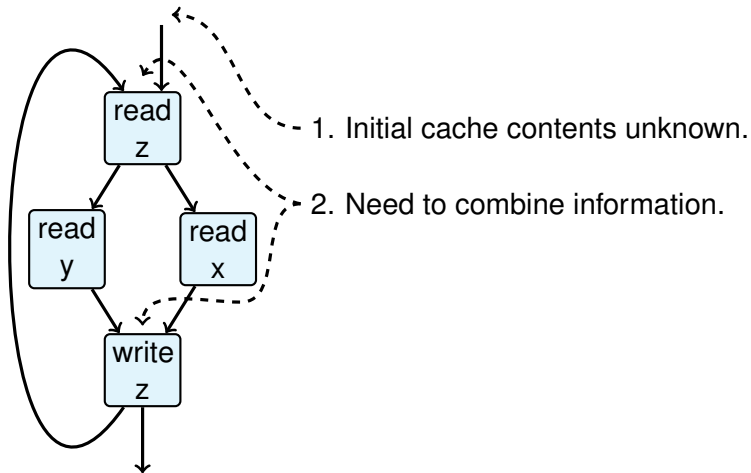 read
z
1. Initial cache contents unknown.
2. Need to combine information.
read
y
read
x
write
z